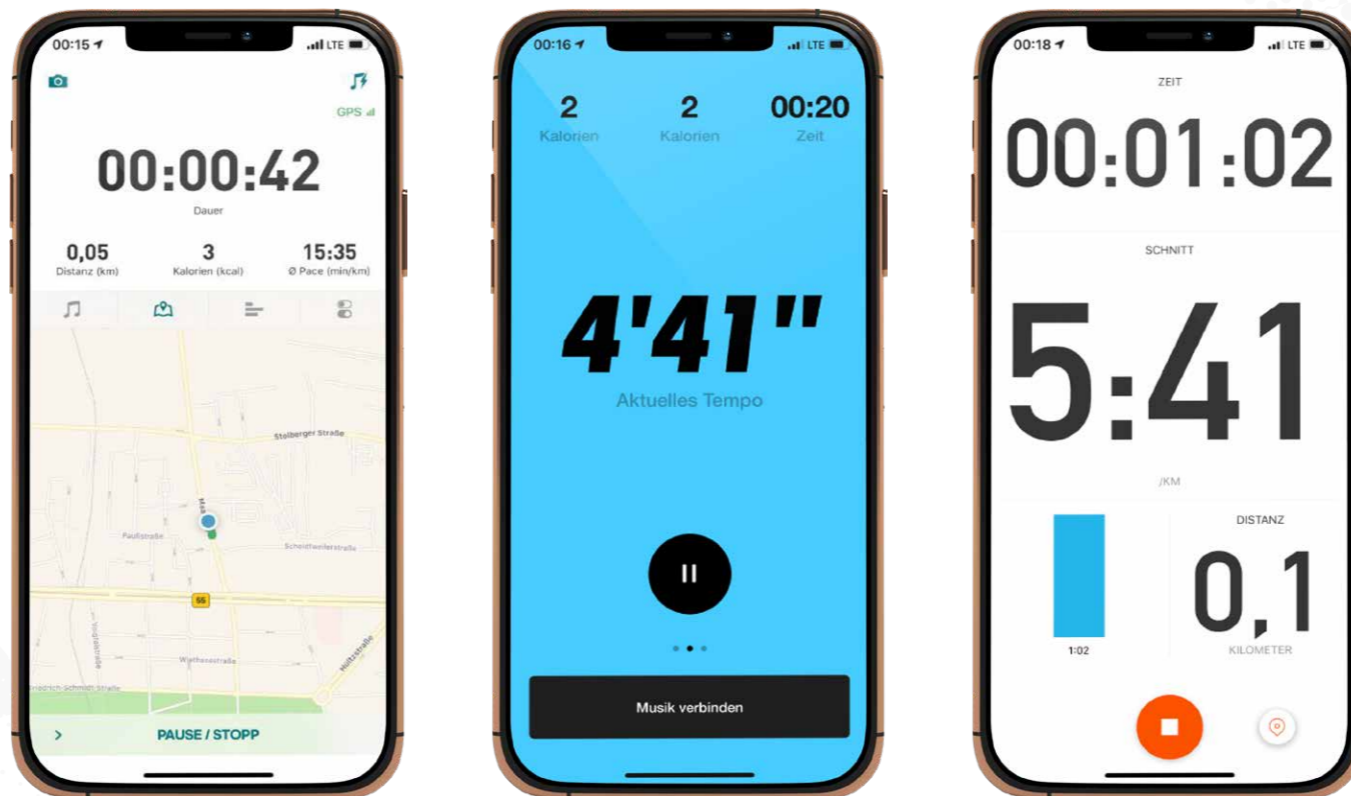 00:15
LTE
GPS
00:00:42
Dauer
0,05 3 15:35
Distanz (km) Kalorien (kcal) Ø Pace (min/km)
Stolberger Straße
Paulistraße
Scheidtweilerstraße
55
Wiethasestraße
PAUSE / STOPP
00:16 LTE
2 2 00:20
Kalorien Kalorien Zeit
4'41"
Aktuelles Tempo
Musik verbinden
00:18 LTE
ZEIT
00:01:02
SCHNITT
5:41
/KM
1:02
DISTANZ
0,1
KILOMETER